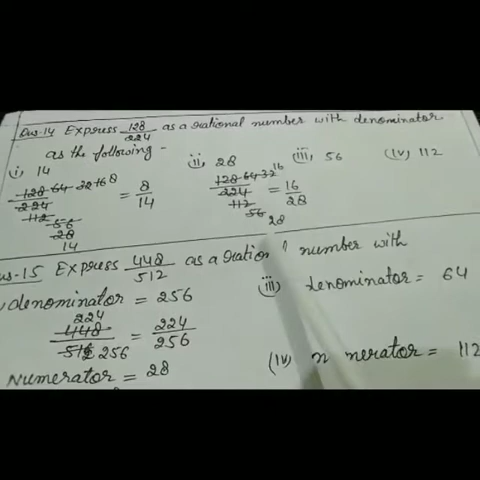 Ques-14 Express 128/224 as a rational number with denominator
as the following -
i, 14 ii, 28 iii, 56 (iv) 112
128 64 32 16 8 / 224 112 56 28 14 = 8/14
128 64 32 16 / 224 112 56 28 = 16/28
us-15 Express 448/512 as a rational number with
denominator = 256 (iii) denominator = 64
224
448/512 256 = 224/256
Numerator = 28 (iv) n merator = 112